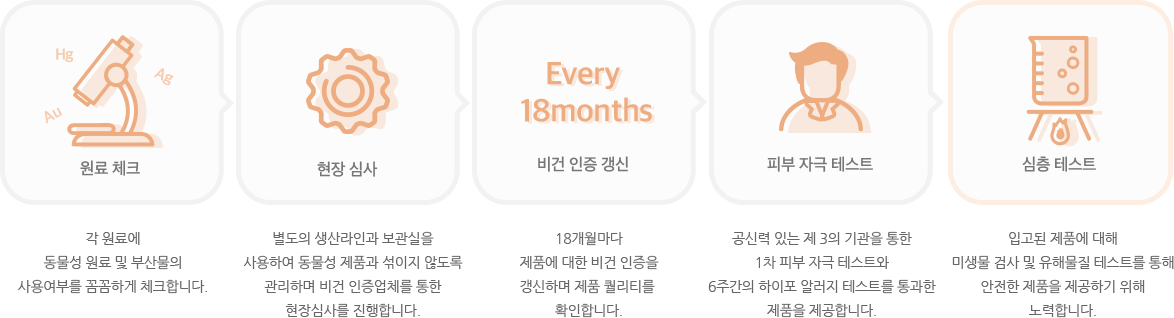 Hg
Ag
Au
원료 체크
각 원료에
동물성 원료 및 부산물의
사용여부를 꼼꼼하게 체크합니다.
현장 심사
별도의 생산라인과 보관실을
사용하여 동물성 제품과 섞이지 않도록
관리하며 비건 인증업체를 통한
현장심사를 진행합니다.
Every
18months
비건 인증 갱신
18개월마다
제품에 대한 비건 인증을
갱신하며 제품 퀄리티를
확인합니다.
피부 자극 테스트
공신력 있는 제 3의 기관을 통한
1차 피부 자극 테스트와
6주간의 하이포 알러지 테스트를 통과한
제품을 제공합니다.
심층 테스트
입고된 제품에 대해
미생물 검사 및 유해물질 테스트를 통해
안전한 제품을 제공하기 위해
노력합니다.